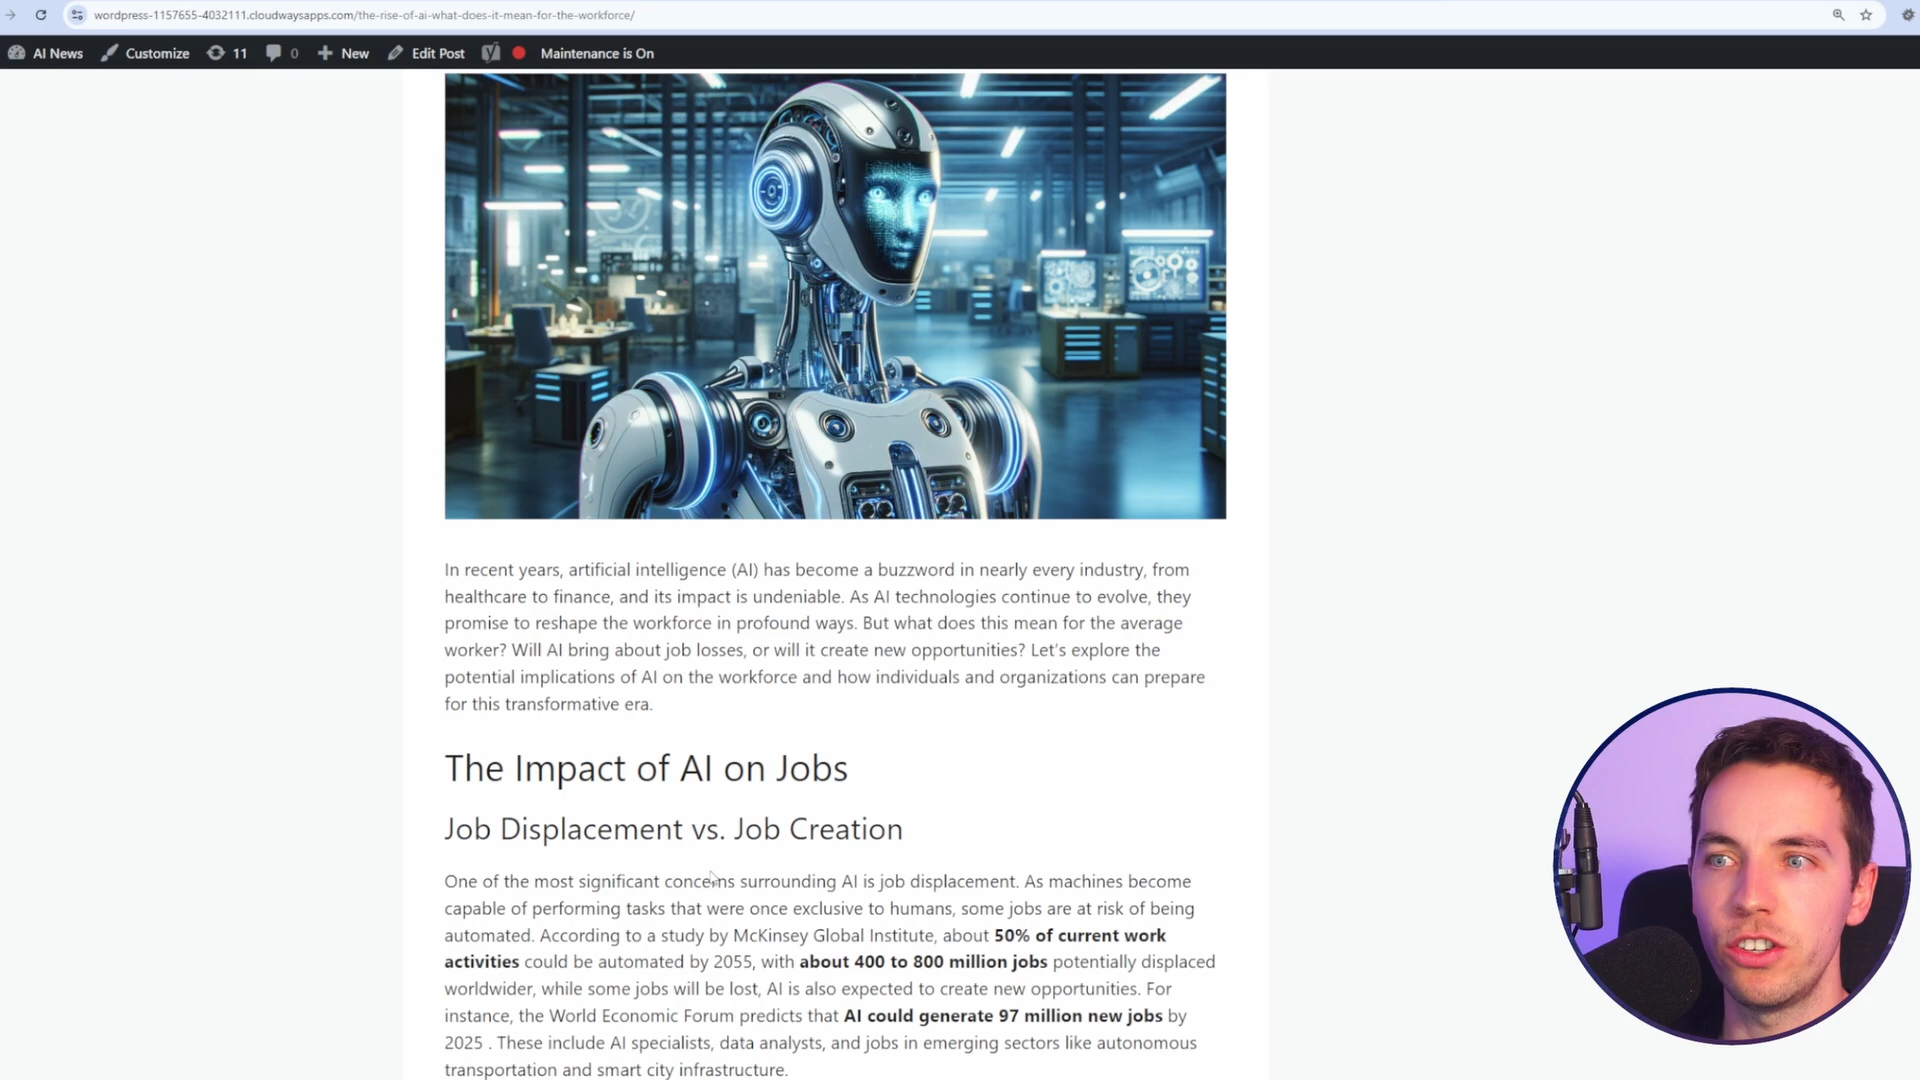 wordpress-1157655-4032111.cloudwaysapps.com/the-rise-of-ai-what-does-it-mean-for-the-workforce/
AI News Customize 11 0 New Edit Post Maintenance is On
In recent years, artificial intelligence (AI) has become a buzzword in nearly every industry, from
healthcare to finance, and its impact is undeniable. As AI technologies continue to evolve, they
promise to reshape the workforce in profound ways. But what does this mean for the average
worker? Will AI bring about job losses, or will it create new opportunities? Let’s explore the
potential implications of AI on the workforce and how individuals and organizations can prepare
for this transformative era.
The Impact of AI on Jobs
Job Displacement vs. Job Creation
One of the most significant concerns surrounding AI is job displacement. As machines become
capable of performing tasks that were once exclusive to humans, some jobs are at risk of being
automated. According to a study by McKinsey Global Institute, about 50% of current work
activities could be automated by 2055, with about 400 to 800 million jobs potentially displaced
worldwider, while some jobs will be lost, AI is also expected to create new opportunities. For
instance, the World Economic Forum predicts that AI could generate 97 million new jobs by
2025 . These include AI specialists, data analysts, and jobs in emerging sectors like autonomous
transportation and smart city infrastructure.